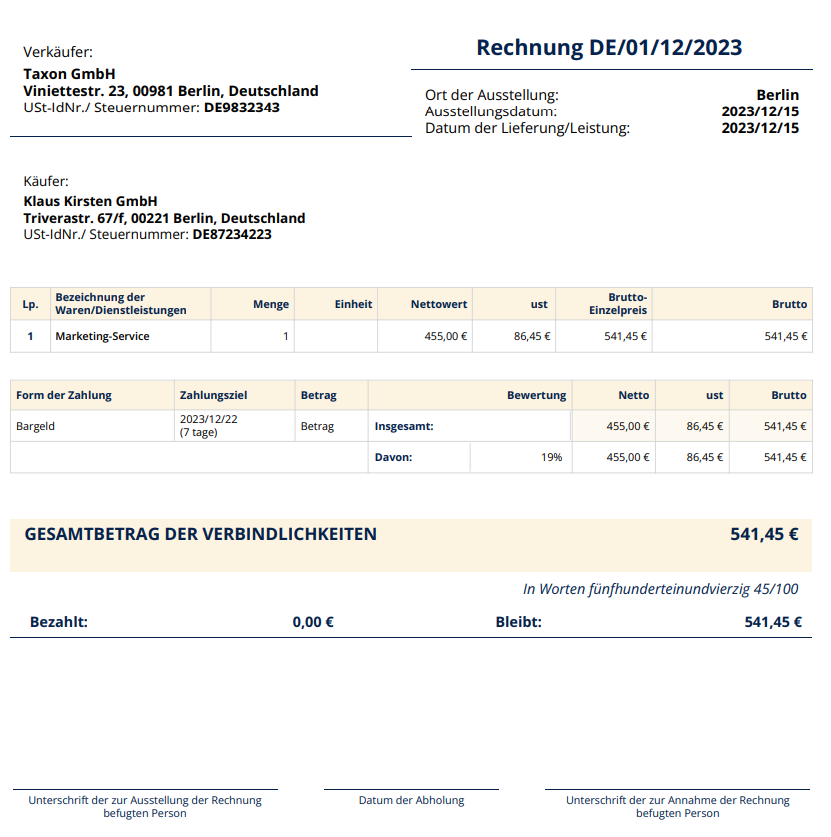 Verkäufer:
Taxon GmbH
Viniettestr. 23, 00981 Berlin, Deutschland
USt-IdNr./ Steuernummer: DE9832343
Rechnung DE/01/12/2023
Ort der Ausstellung: Berlin
Ausstellungsdatum: 2023/12/15
Datum der Lieferung/Leistung: 2023/12/15
Käufer:
Klaus Kirsten GmbH
Triverastr. 67/f, 00221 Berlin, Deutschland
USt-IdNr./ Steuernummer: DE87234223
Lp. Bezeichnung der Waren/Dienstleistungen Menge Einheit Nettowert ust Brutto-Einzelpreis Brutto
1 Marketing-Service 1 455,00 € 86,45 € 541,45 € 541,45 €
Form der Zahlung Zahlungsziel Betrag Bewertung Netto ust Brutto
Bargeld 2023/12/22 (7 tage) Betrag Insgesamt: 455,00 € 86,45 € 541,45 €
Davon: 19% 455,00 € 86,45 € 541,45 €
GESAMTBETRAG DER VERBINDLICHKEITEN 541,45 €
In Worten fünfhunderteinundvierzig 45/100
Bezahlt: 0,00 € Bleibt: 541,45 €
Unterschrift der zur Ausstellung der Rechnung
befugten Person
Datum der Abholung
Unterschrift der zur Annahme der Rechnung
befugten Person